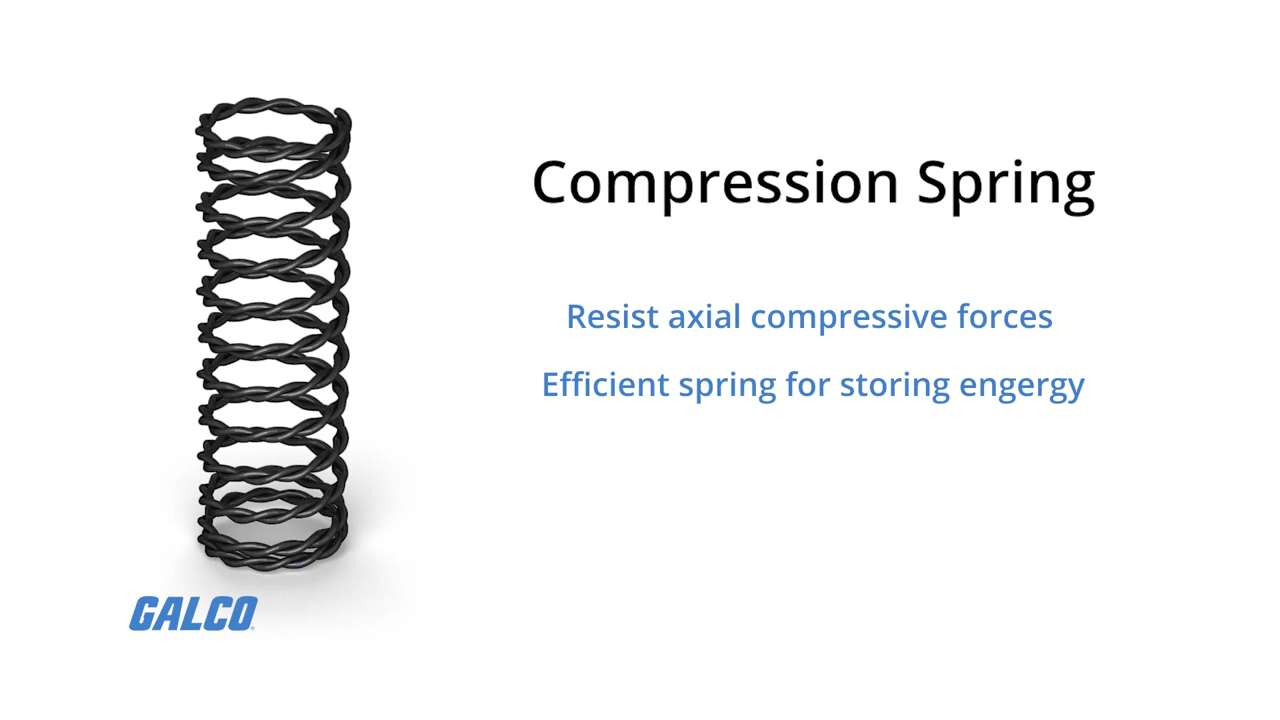 Compression Spring
Resist axial compressive forces
Efficient spring for storing engergy
GALCO